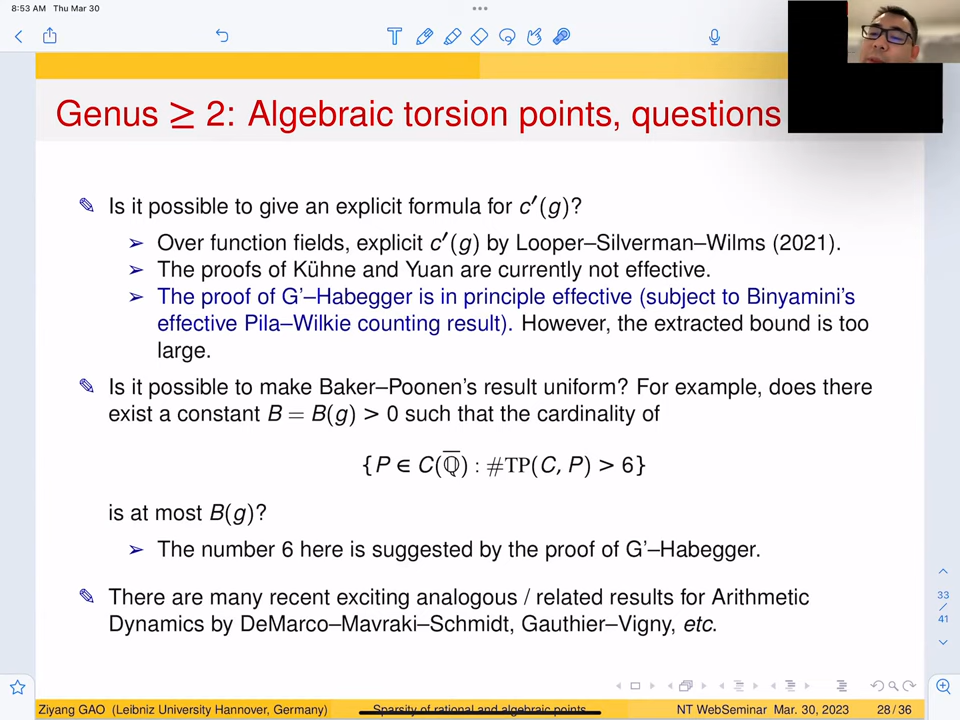 8:53 AM Thu Mar 30
Genus ≥ 2: Algebraic torsion points, questions
Is it possible to give an explicit formula for c′(g)?
Over function fields, explicit c′(g) by Looper–Silverman–Wilms (2021).
The proofs of Kühne and Yuan are currently not effective.
The proof of G’–Habegger is in principle effective (subject to Binyamini’s
effective Pila–Wilkie counting result). However, the extracted bound is too
large.
Is it possible to make Baker–Poonen’s result uniform? For example, does there
exist a constant B = B(g) > 0 such that the cardinality of
{P ∈ C(Q̅) : #TP(C, P) > 6}
is at most B(g)?
The number 6 here is suggested by the proof of G’–Habegger.
There are many recent exciting analogous / related results for Arithmetic
Dynamics by DeMarco–Mavraki–Schmidt, Gauthier–Vigny, etc.
33
/
41
Ziyang GAO (Leibniz University Hannover, Germany) Sparsity of rational and algebraic points NT WebSeminar Mar. 30, 2023 28 / 36